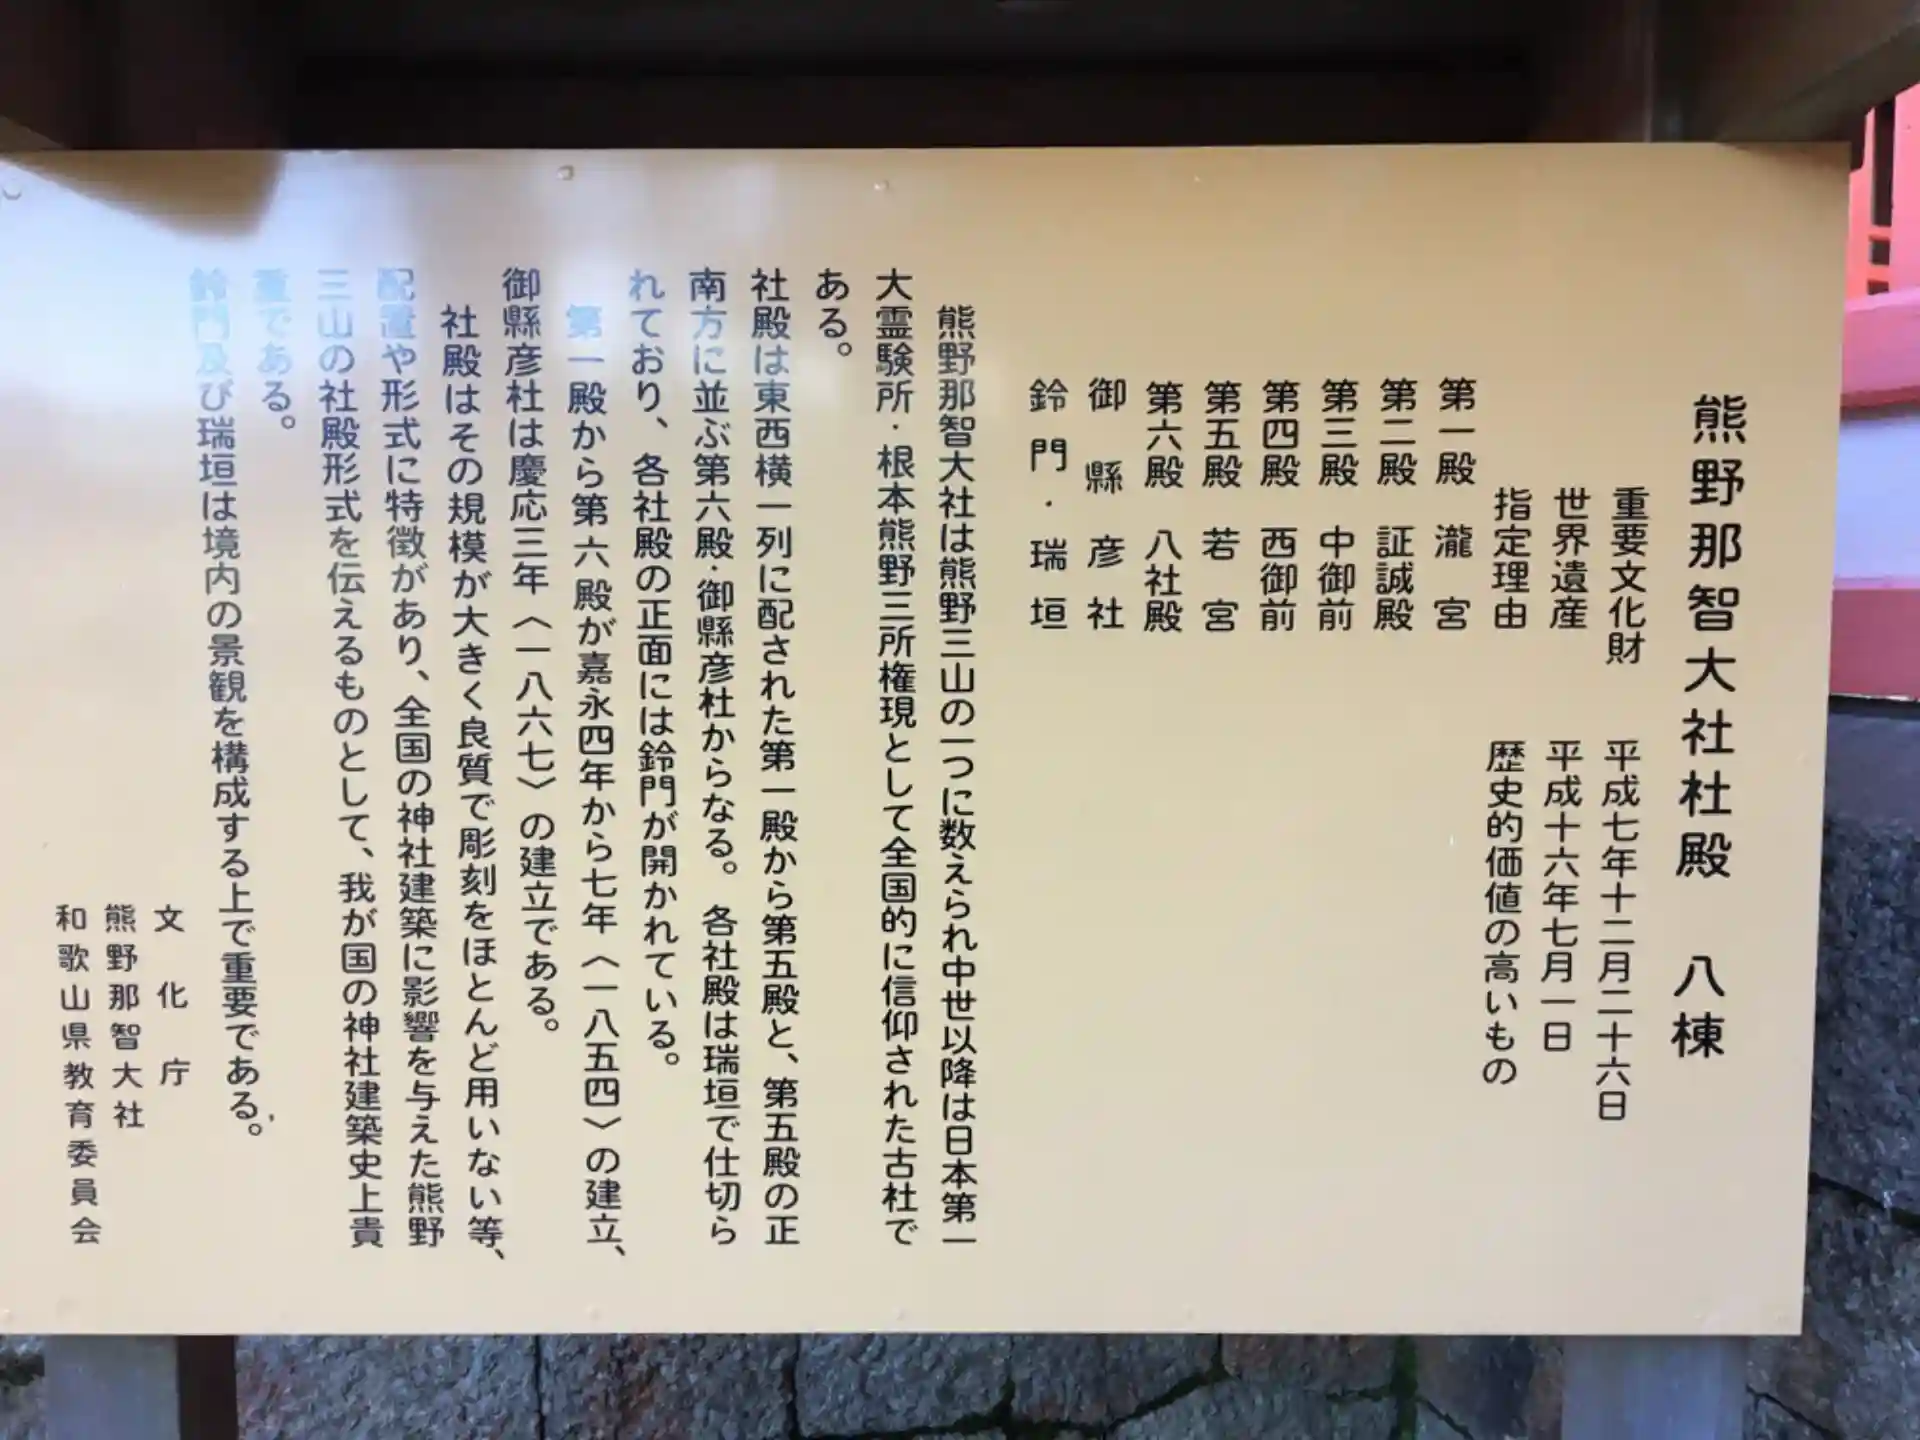 熊野那智大社社殿　八棟
重要文化財　平成七年十二月二十六日
世界遺産　平成十六年七月一日
指定理由　歴史的価値の高いもの
第一殿　瀧宮
第二殿　証誠殿
第三殿　中御前
第四殿　西御前
第五殿　若宮
第六殿　八社殿
御縣彦社
鈴門・瑞垣
熊野那智大社は熊野三山の一つに数えられ中世以降は日本第一
大霊験所・根本熊野三所権現として全国的に信仰された古社で
ある。
社殿は東西横一列に配された第一殿から第五殿と、第五殿の正
南方に並ぶ第六殿・御縣彦社からなる。各社殿は瑞垣で仕切ら
れており、各社殿の正面には鈴門が開かれている。
第一殿から第六殿が嘉永四年から七年〈一八五四〉の建立、
御縣彦社は慶応三年〈一八六七〉の建立である。
社殿はその規模が大きく良質で彫刻をほとんど用いない等、
配置や形式に特徴があり、全国の神社建築に影響を与えた熊野
三山の社殿形式を伝えるものとして、我が国の神社建築史上貴
重である。
鈴門及び瑞垣は境内の景観を構成する上で重要である。
文化庁
熊野那智大社
和歌山県教育委員会